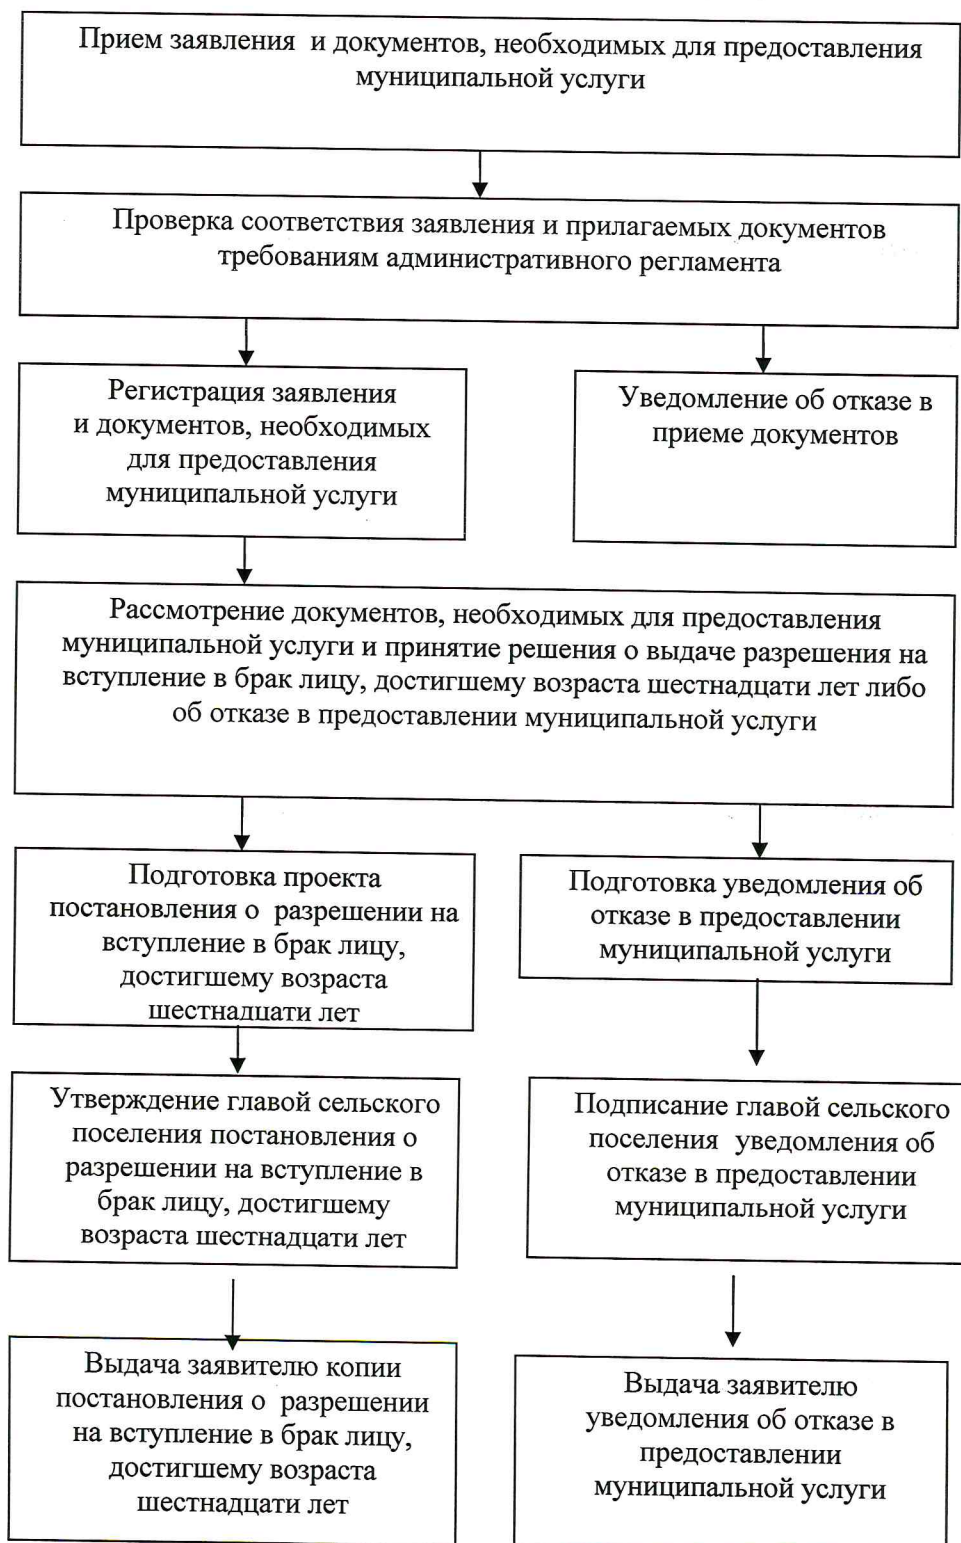 Прием заявления и документов, необходимых для предоставления
муниципальной услуги
Проверка соответствия заявления и прилагаемых документов
требованиям административного регламента
Регистрация заявления
и документов, необходимых
для предоставления
муниципальной услуги
Уведомление об отказе в
приеме документов
Рассмотрение документов, необходимых для предоставления
муниципальной услуги и принятие решения о выдаче разрешения на
вступление в брак лицу, достигшему возраста шестнадцати лет либо
об отказе в предоставлении муниципальной услуги
Подготовка проекта
постановления о разрешении на
вступление в брак лицу,
достигшему возраста
шестнадцати лет
Подготовка уведомления об
отказе в предоставлении
муниципальной услуги
Утверждение главой сельского
поселения постановления о
разрешении на вступление в
брак лицу, достигшему
возраста шестнадцати лет
Подписание главой сельского
поселения уведомления об
отказе в предоставлении
муниципальной услуги
Выдача заявителю копии
постановления о разрешении
на вступление в брак лицу,
достигшему возраста
шестнадцати лет
Выдача заявителю
уведомления об отказе в
предоставлении
муниципальной услуги